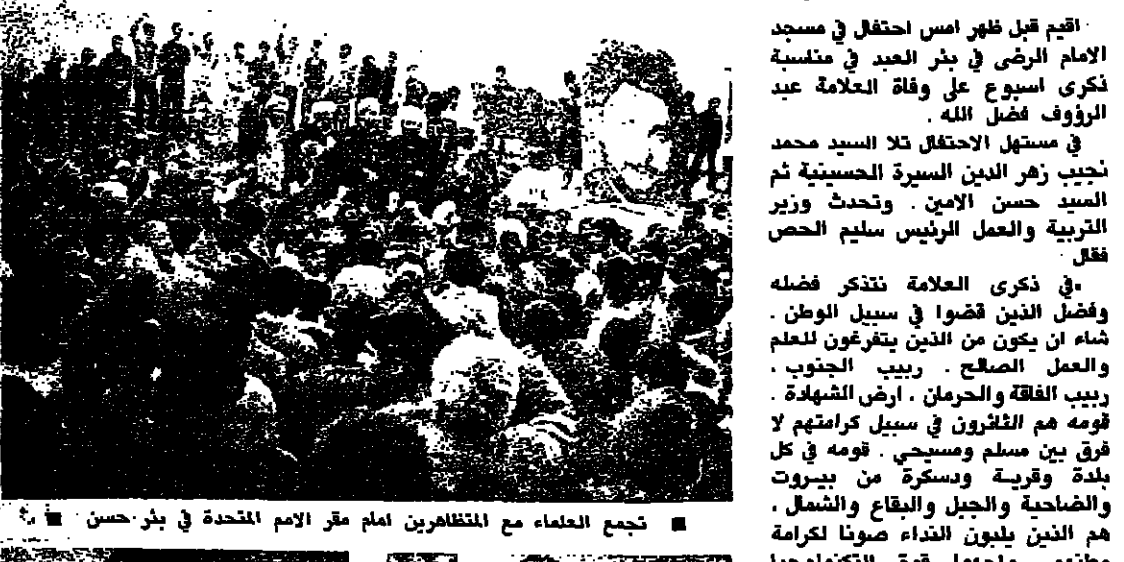 اقيم قبل ظهر امس احتفال في مسجد
الامام الرضى في بئر العبد في مناسبة
ذكرى اسبوع على وفاة العلامة عبد
الرؤوف فضل الله .
في مستهل الاحتفال تلا السيد محمد
نجيب زهر الدين السيرة الحسينية ثم
السيد حسن الامين . وتحدث وزير
التربية والعمل الرئيس سليم الحص
فقال
«في ذكرى العلامة نتذكر فضله
وفضل الذين قضوا في سبيل الوطن .
شاء ان يكون من الذين يتفرغون للعلم
والعمل الصالح . ربيب الجنوب ،
ربيب الفاقة والحرمان ، ارض الشهادة .
قومه هم الثائرون في سبيل كرامتهم لا
فرق بين مسلم ومسيحي . قومه في كل
بلدة وقرية ودسكرة من بيروت
والضاحية والجبل والبقاع والشمال ،
هم الذين يلبون النداء صونا لكرامة
قوة التكنولوجيا
■ تجمع العلماء مع المتظاهرين امام مقر الامم المتحدة في بئر حسن ■